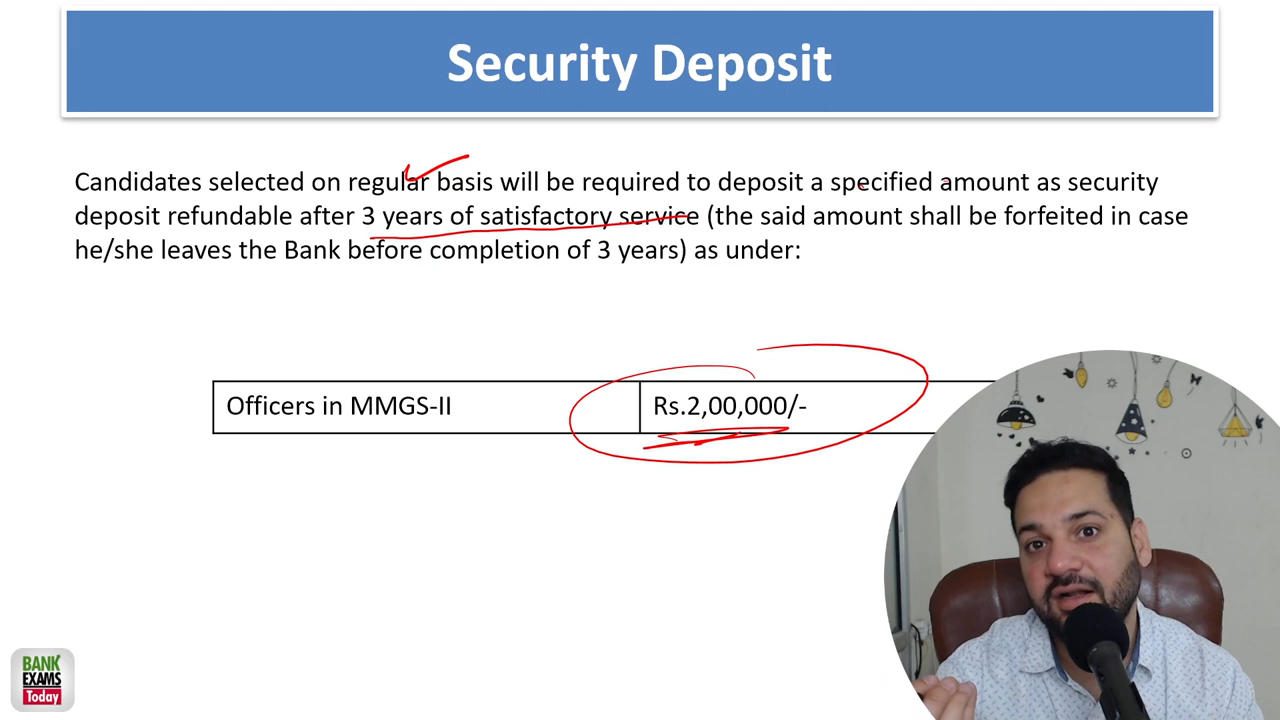 Security Deposit
Candidates selected on regular basis will be required to deposit a specified amount as security
deposit refundable after 3 years of satisfactory service (the said amount shall be forfeited in case
he/she leaves the Bank before completion of 3 years) as under:
Officers in MMGS-II Rs.2,00,000/-
BANK
EXAMS
Today